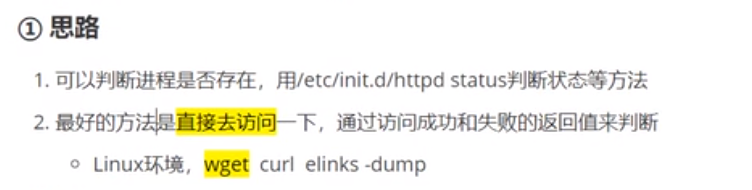 ① 思路
1. 可以判断进程是否存在，用/etc/init.d/httpd status判断状态等方法
2. 最好的方法是直接去访问一下，通过访问成功和失败的返回值来判断
○ Linux环境，wget curl elinks -dump